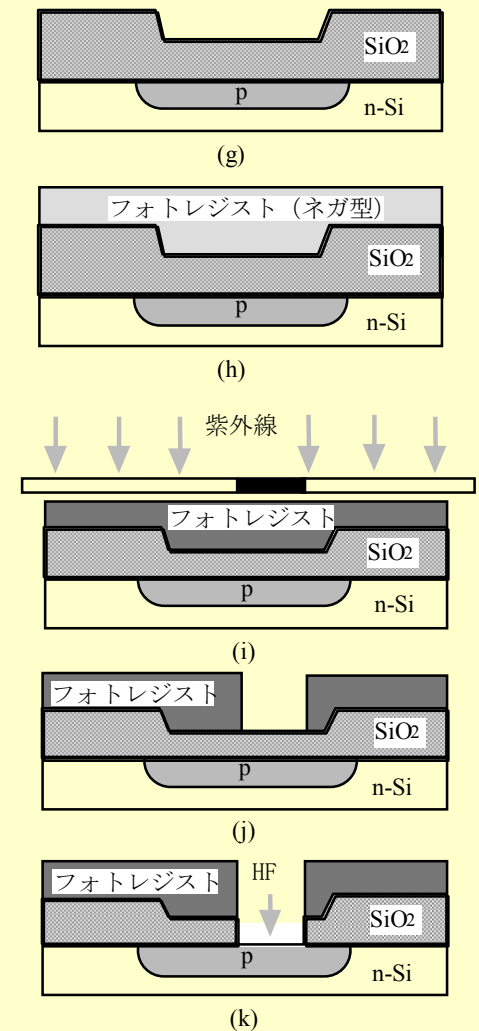 SiO2
p
n-Si
(g)
フォトレジスト（ネガ型）
SiO2
p
n-Si
(h)
紫外線
フォトレジスト
SiO2
p
n-Si
(i)
フォトレジスト
SiO2
p
n-Si
(j)
フォトレジスト
HF
SiO2
p
n-Si
(k)